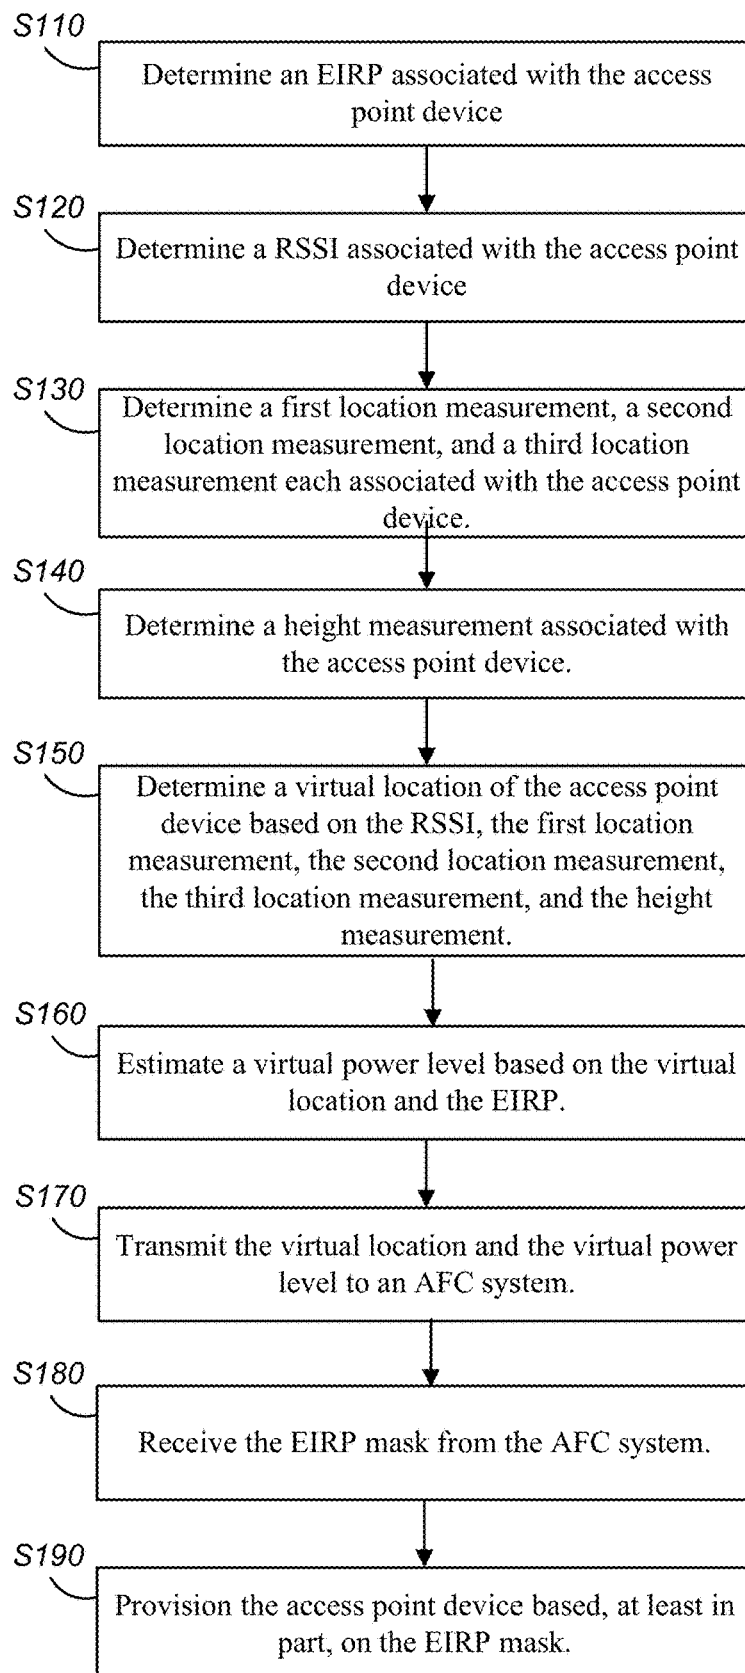 S110
Determine an EIRP associated with the access
point device
S120
Determine a RSSI associated with the access point
device
S130
Determine a first location measurement, a second
location measurement, and a third location
measurement each associated with the access point
device.
S140
Determine a height measurement associated with
the access point device.
S150
Determine a virtual location of the access point
device based on the RSSI, the first location
measurement, the second location measurement,
the third location measurement, and the height
measurement.
S160
Estimate a virtual power level based on the virtual
location and the EIRP.
S170
Transmit the virtual location and the virtual power
level to an AFC system.
S180
Receive the EIRP mask from the AFC system.
S190
Provision the access point device based, at least in
part, on the EIRP mask.